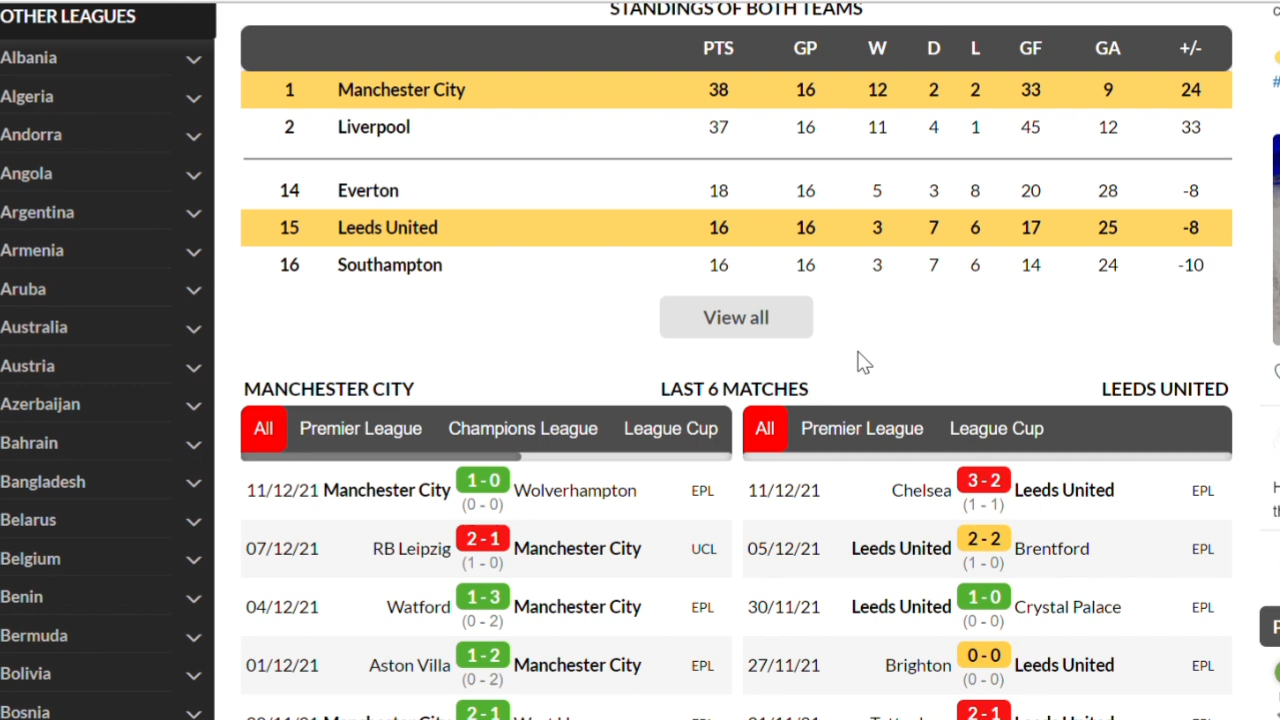 OTHER LEAGUES
Albania
Algeria
Andorra
Angola
Argentina
Armenia
Aruba
Australia
Austria
Azerbaijan
Bahrain
Bangladesh
Belarus
Belgium
Benin
Bermuda
Bolivia
Bosnia
STANDINGS OF BOTH TEAMS
PTS GP W D L GF GA +/-
1 Manchester City 38 16 12 2 2 33 9 24
2 Liverpool 37 16 11 4 1 45 12 33
14 Everton 18 16 5 3 8 20 28 -8
15 Leeds United 16 16 3 7 6 17 25 -8
16 Southampton 16 16 3 7 6 14 24 -10
View all
MANCHESTER CITY LAST 6 MATCHES LEEDS UNITED
All Premier League Champions League League Cup
11/12/21 Manchester City 1 - 0 Wolverhampton EPL
(0 - 0)
07/12/21 RB Leipzig 2 - 1 Manchester City UCL
(1 - 0)
04/12/21 Watford 1 - 3 Manchester City EPL
(0 - 2)
01/12/21 Aston Villa 1 - 2 Manchester City EPL
(0 - 2)
2 - 1
All Premier League League Cup
11/12/21 Chelsea 3 - 2 Leeds United EPL
(1 - 1)
05/12/21 Leeds United 2 - 2 Brentford EPL
(1 - 0)
30/11/21 Leeds United 1 - 0 Crystal Palace EPL
(0 - 0)
27/11/21 Brighton 0 - 0 Leeds United EPL
(0 - 0)
2 - 1